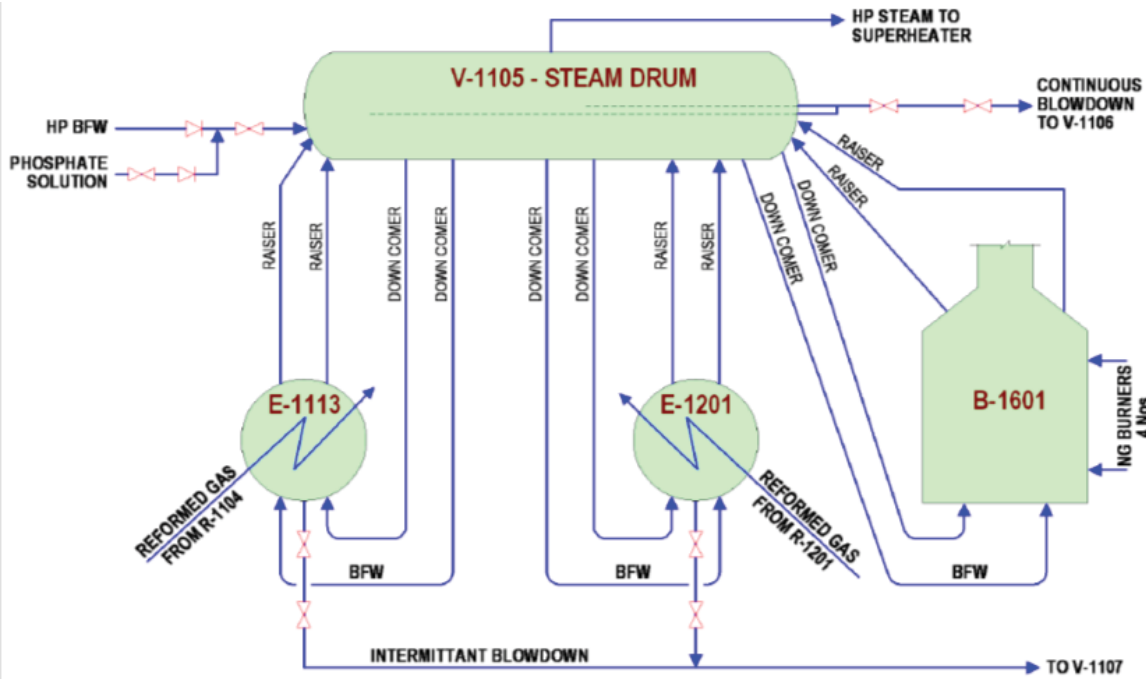 HP STEAM TO
SUPERHEATER
V-1105 - STEAM DRUM
CONTINUOUS
BLOWDOWN
TO V-1106
HP BFW
PHOSPHATE
SOLUTION
RAISER
RAISER
DOWN COMER
DOWN COMER
DOWN COMER
DOWN COMER
RAISER
RAISER
DOWN COMER
DOWN COMER
RAISER
RAISER
E-1113
E-1201
B-1601
NG BURNERS
4 Nos
REFORMED GAS
FROM R-1104
REFORMED GAS
FROM R-1201
BFW
BFW
BFW
INTERMITTANT BLOWDOWN
TO V-1107